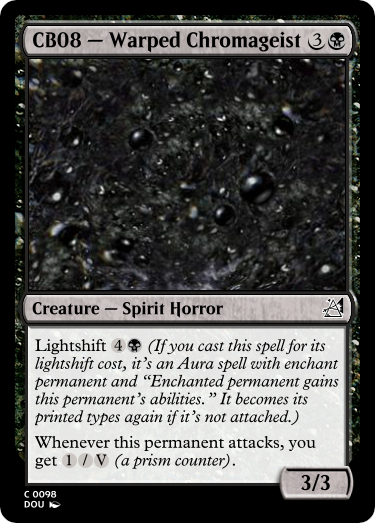 CB08 — Warped Chromageist 3
Creature — Spirit Horror
Lightshift 4 (If you cast this spell for its
lightshift cost, it's an Aura spell with enchant
permanent and “Enchanted permanent gains
this permanent's abilities.” It becomes its
printed types again if it's not attached.)
Whenever this permanent attacks, you
get 1 / V (a prism counter).
3/3
C 0098
DOU